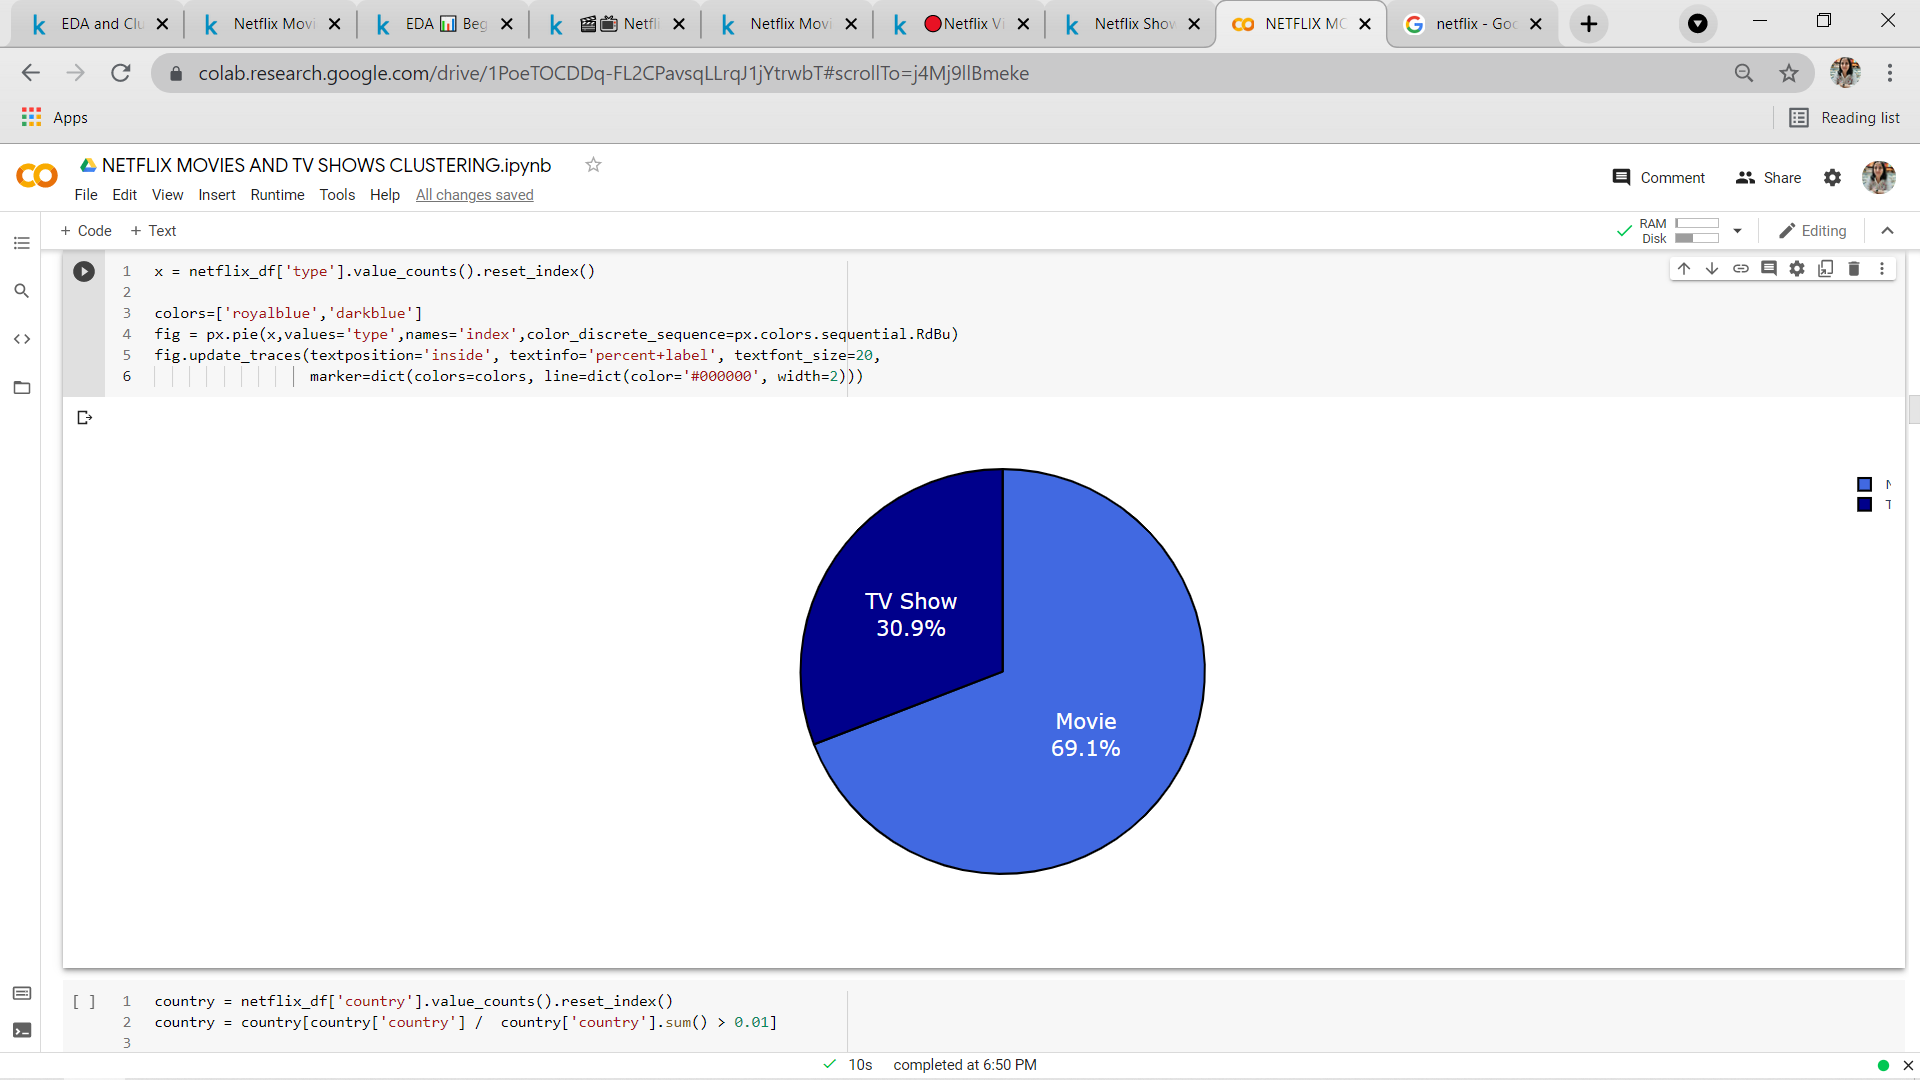 EDA and Clu
Netflix Movi
EDA 📊 Beg
🎬📺 Netfli
Netflix Movi
🔴Netflix Vi
Netflix Show
NETFLIX MO
netflix - Goo
colab.research.google.com/drive/1PoeTOCDDq-FL2CPavsqLLrqJ1jYtrwbT#scrollTo=j4Mj9llBmeke
Apps
Reading list
NETFLIX MOVIES AND TV SHOWS CLUSTERING.ipynb
Comment
Share
File Edit View Insert Runtime Tools Help All changes saved
+ Code + Text
RAM
Disk
Editing
1 x = netflix_df['type'].value_counts().reset_index()
2
3 colors=['royalblue','darkblue']
4 fig = px.pie(x,values='type',names='index',color_discrete_sequence=px.colors.sequential.RdBu)
5 fig.update_traces(textposition='inside', textinfo='percent+label', textfont_size=20,
6 marker=dict(colors=colors, line=dict(color='#000000', width=2)))
TV Show
30.9%
Movie
69.1%
[ ] 1 country = netflix_df['country'].value_counts().reset_index()
2 country = country[country['country'] /  country['country'].sum() > 0.01]
3
10s completed at 6:50 PM